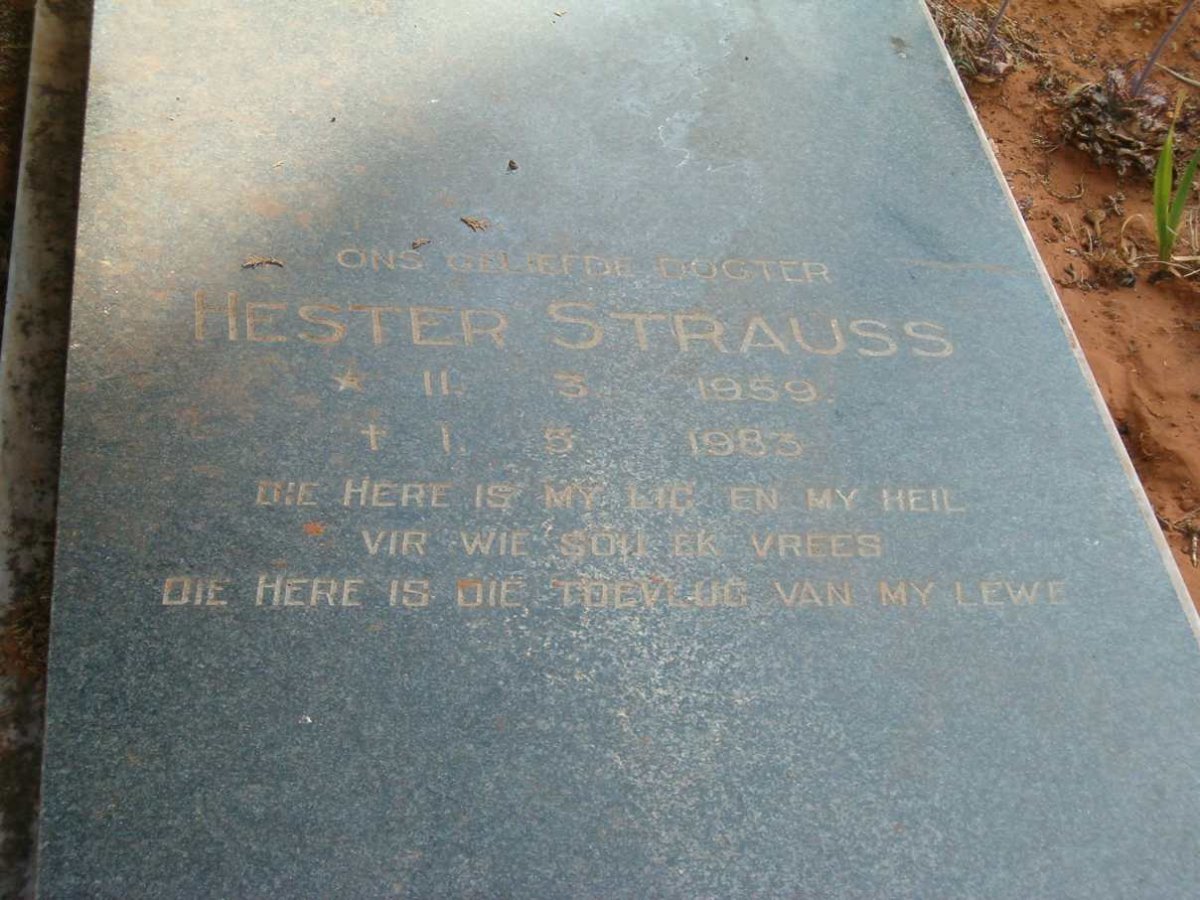 ONS GELIEFDE DOGTER
HESTER STRAUSS
★ 11. 3. 1959.
† 1. 5 1983
DIE HERE IS MY LIG EN MY HEIL
VIR WIE SOU EK VREES
DIE HERE IS DIE TOEVLUG VAN MY LEWE